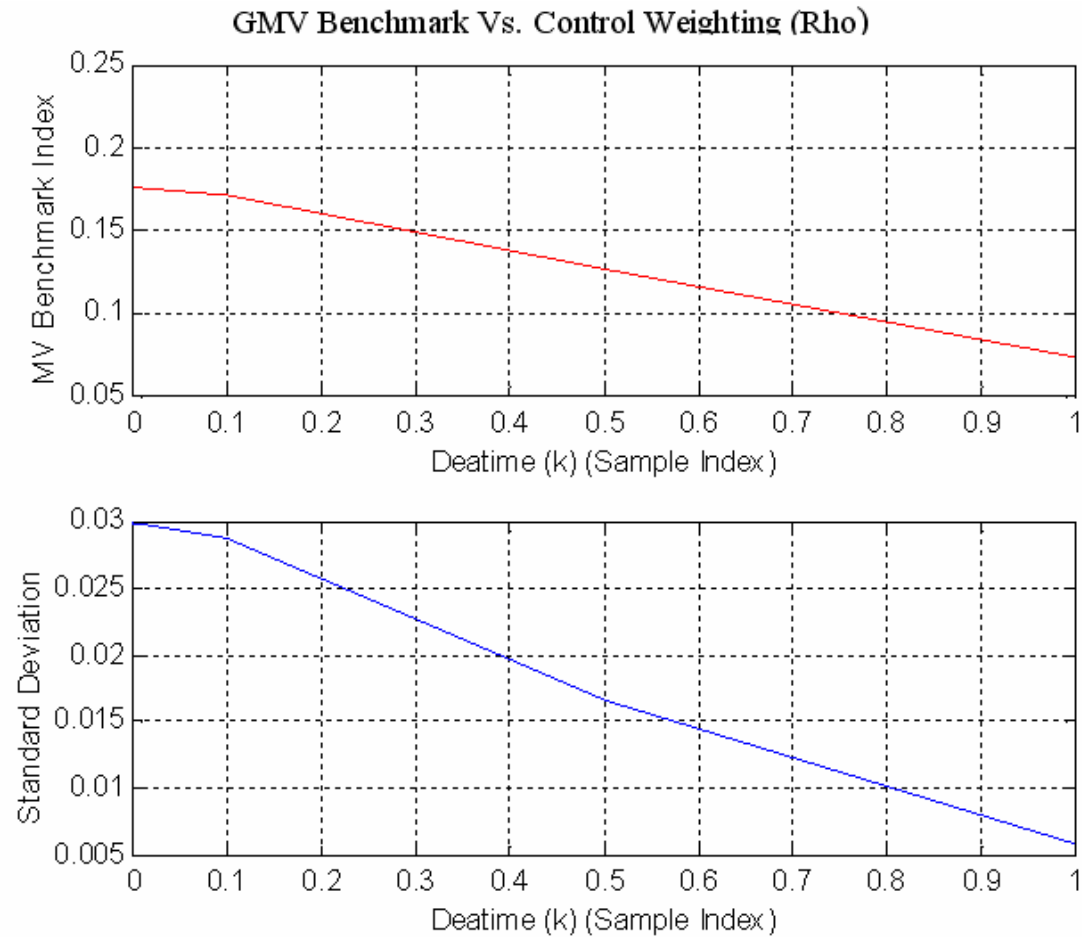 GMV Benchmark Vs. Control Weighting (Rho)
0.25
0.2
0.15
0.1
0.05
MV Benchmark Index
0 0.1 0.2 0.3 0.4 0.5 0.6 0.7 0.8 0.9 1
Deatime (k) (Sample Index)
0.03
0.025
0.02
0.015
0.01
0.005
Standard Deviation
0 0.1 0.2 0.3 0.4 0.5 0.6 0.7 0.8 0.9 1
Deatime (k) (Sample Index)